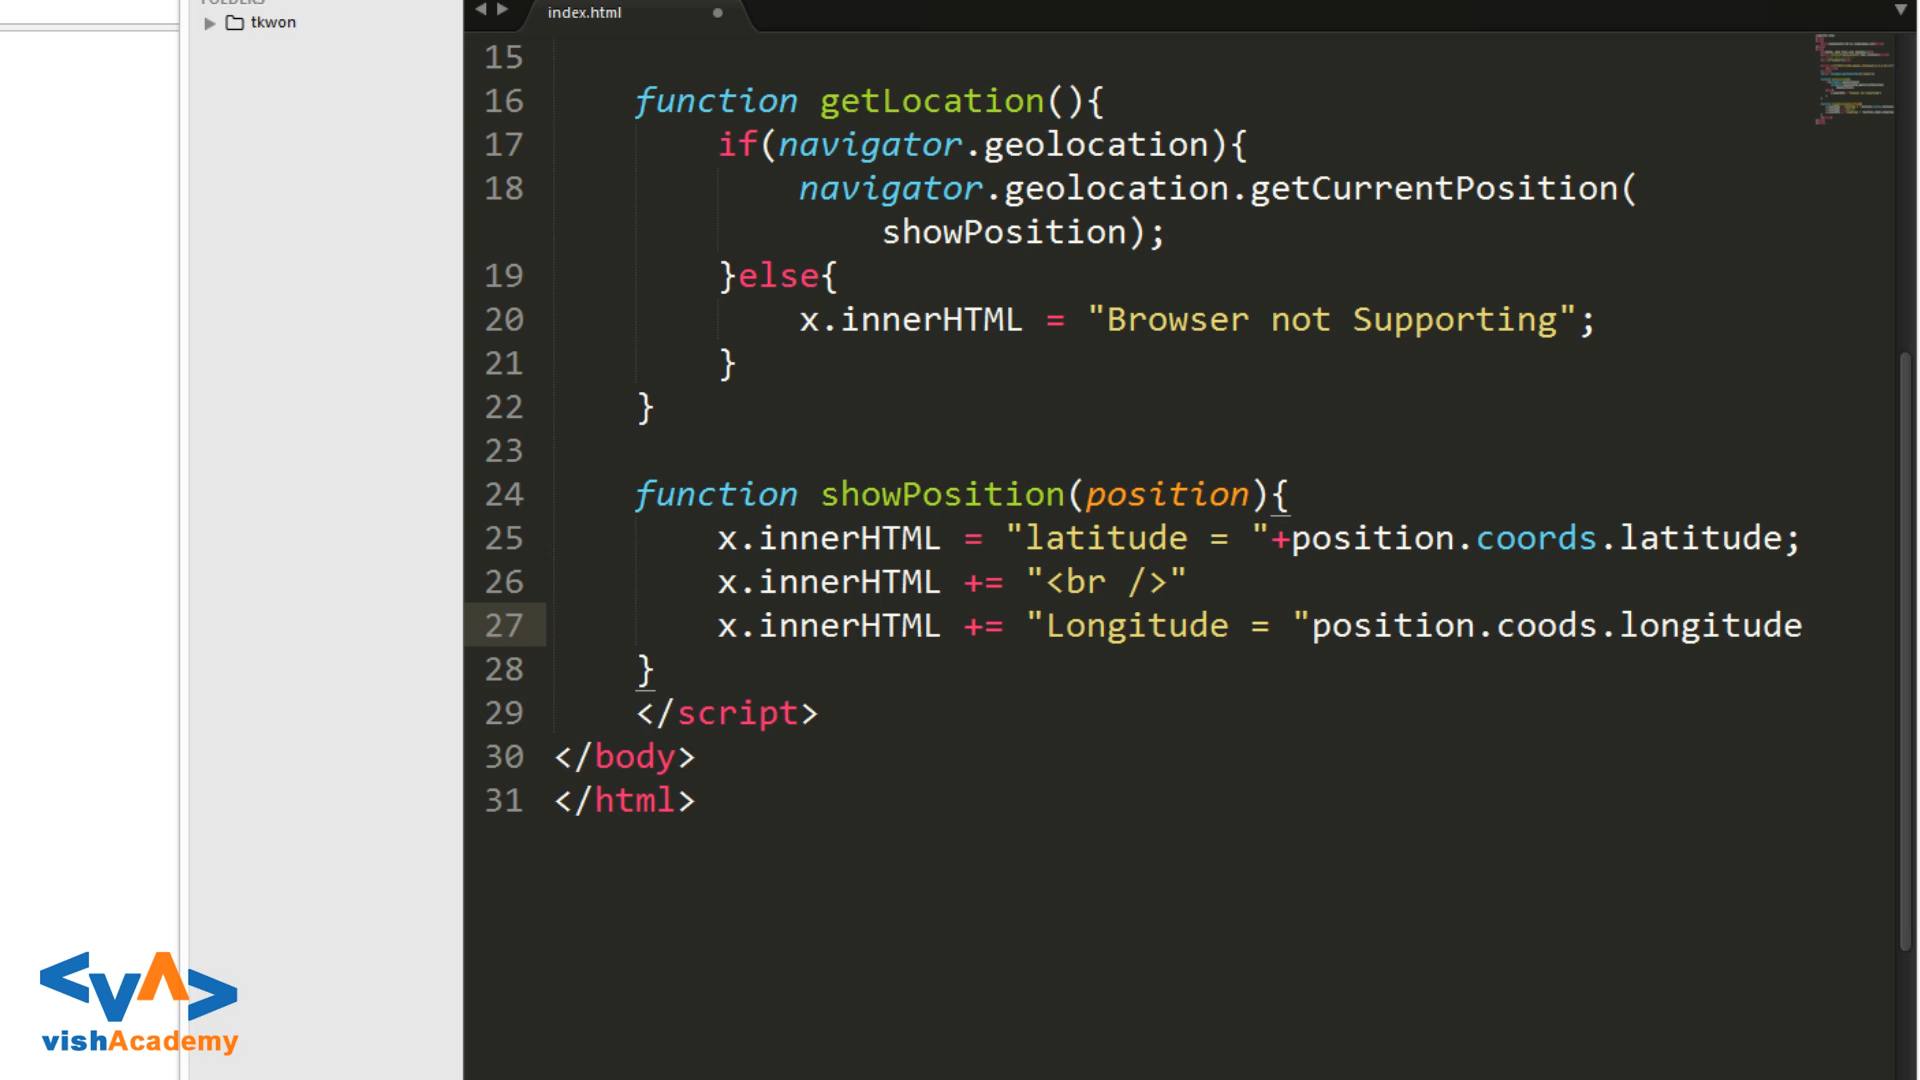 FOLDERS
tkwon
index.html
15
16 function getLocation(){
17 if(navigator.geolocation){
18 navigator.geolocation.getCurrentPosition(
showPosition);
19 }else{
20 x.innerHTML = "Browser not Supporting";
21 }
22 }
23
24 function showPosition(position){
25 x.innerHTML = "latitude = "+position.coords.latitude;
26 x.innerHTML += "<br />"
27 x.innerHTML += "Longitude = "position.coods.longitude
28 }
29 </script>
30 </body>
31 </html>
<VA>
vishAcademy